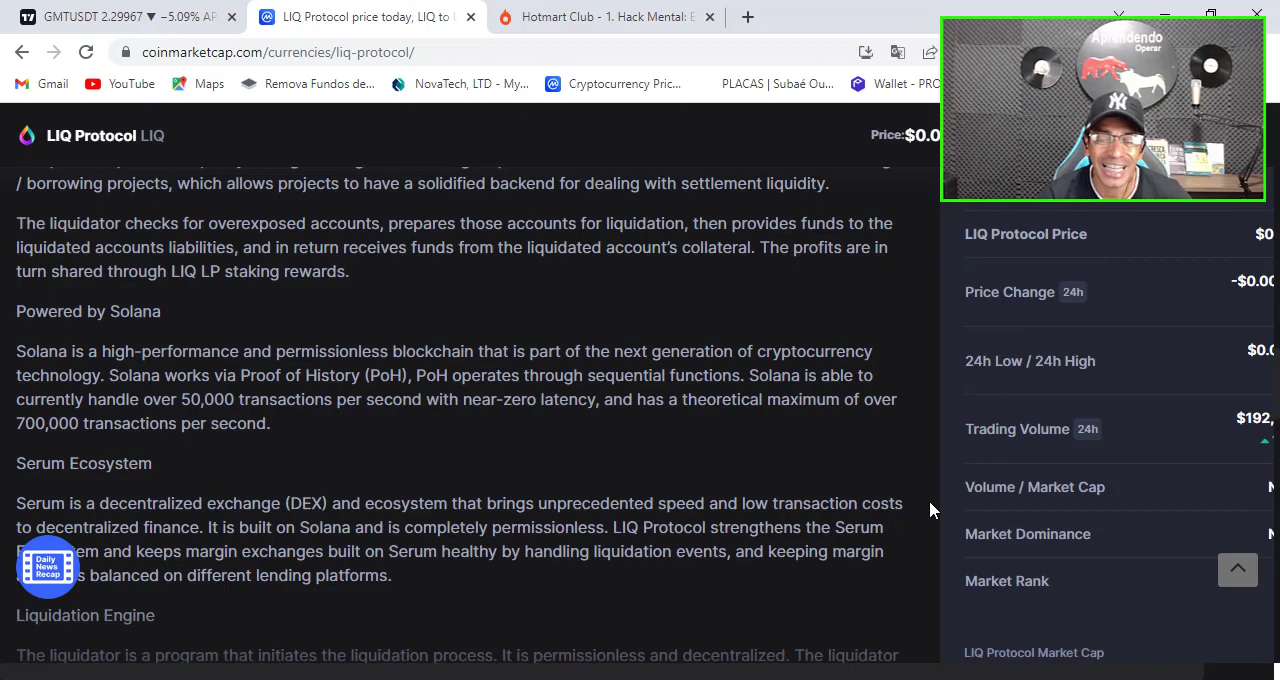 GMTUSDT 2.29967 ▼ −5.09% AP
LIQ Protocol price today, LIQ to U
Hotmart Club - 1. Hack Mental: E
coinmarketcap.com/currencies/liq-protocol/
Gmail
YouTube
Maps
Remova Fundos de...
NovaTech, LTD - My...
Cryptocurrency Pric...
PLACAS | Subaé Ou...
Wallet - PRO
Aprendendo
Operar
LIQ Protocol LIQ
Price:$0.0
/ borrowing projects, which allows projects to have a solidified backend for dealing with settlement liquidity.
The liquidator checks for overexposed accounts, prepares those accounts for liquidation, then provides funds to the
liquidated accounts liabilities, and in return receives funds from the liquidated account's collateral. The profits are in
turn shared through LIQ LP staking rewards.
Powered by Solana
Solana is a high-performance and permissionless blockchain that is part of the next generation of cryptocurrency
technology. Solana works via Proof of History (PoH), PoH operates through sequential functions. Solana is able to
currently handle over 50,000 transactions per second with near-zero latency, and has a theoretical maximum of over
700,000 transactions per second.
Serum Ecosystem
Serum is a decentralized exchange (DEX) and ecosystem that brings unprecedented speed and low transaction costs
to decentralized finance. It is built on Solana and is completely permissionless. LIQ Protocol strengthens the Serum
em and keeps margin exchanges built on Serum healthy by handling liquidation events, and keeping margin
s balanced on different lending platforms.
Daily
News
Recap
Liquidation Engine
The liquidator is a program that initiates the liquidation process. It is permissionless and decentralized. The liquidator
LIQ Protocol Price $0
Price Change 24h -$0.00
24h Low / 24h High $0.0
Trading Volume 24h $192,
Volume / Market Cap
Market Dominance
Market Rank
LIQ Protocol Market Cap